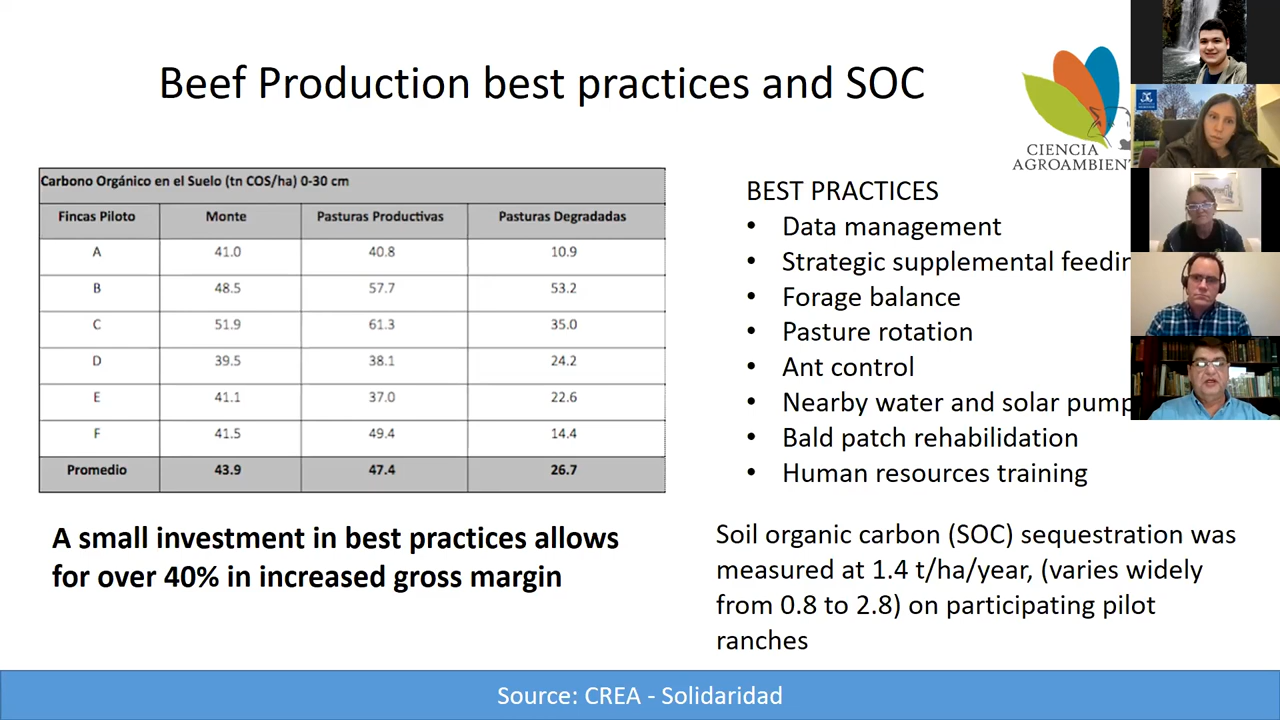 Beef Production best practices and SOC
CIENCIA
AGROAMBIENT
Carbono Orgánico en el Suelo (tn COS/ha) 0-30 cm
Fincas Piloto Monte Pasturas Productivas Pasturas Degradadas
A 41.0 40.8 10.9
B 48.5 57.7 53.2
C 51.9 61.3 35.0
D 39.5 38.1 24.2
E 41.1 37.0 22.6
F 41.5 49.4 14.4
Promedio 43.9 47.4 26.7
A small investment in best practices allows
for over 40% in increased gross margin
BEST PRACTICES
• Data management
• Strategic supplemental feedin
• Forage balance
• Pasture rotation
• Ant control
• Nearby water and solar pump
• Bald patch rehabilidation
• Human resources training
Soil organic carbon (SOC) sequestration was
measured at 1.4 t/ha/year, (varies widely
from 0.8 to 2.8) on participating pilot
ranches
Source: CREA - Solidaridad